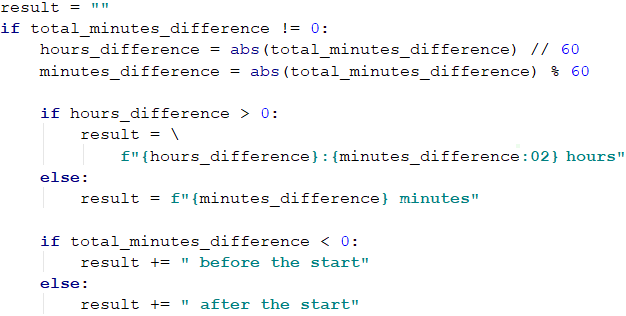 result = ""
if total_minutes_difference != 0:
    hours_difference = abs(total_minutes_difference) // 60
    minutes_difference = abs(total_minutes_difference) % 60

    if hours_difference > 0:
        result = \
            f"{hours_difference}:{minutes_difference:02} hours"
    else:
        result = f"{minutes_difference} minutes"

    if total_minutes_difference < 0:
        result += " before the start"
    else:
        result += " after the start"